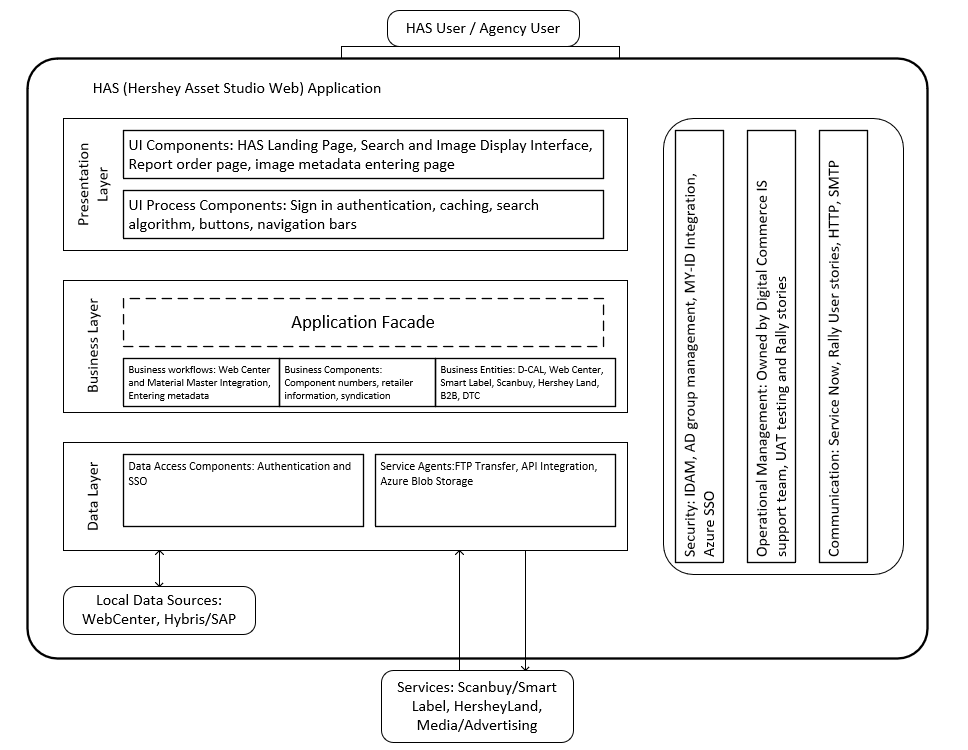 HAS User / Agency User
HAS (Hershey Asset Studio Web) Application
Presentation
Layer
UI Components: HAS Landing Page, Search and Image Display Interface,
Report order page, image metadata entering page
UI Process Components: Sign in authentication, caching, search
algorithm, buttons, navigation bars
Business Layer
Application Facade
Business workflows: Web Center
and Material Master Integration,
Entering metadata
Business Components:
Component numbers, retailer
information, syndication
Business Entities: D-CAL, Web Center,
Smart Label, Scanbuy, Hershey Land,
B2B, DTC
Data Layer
Data Access Components: Authentication and
SSO
Service Agents:FTP Transfer, API Integration,
Azure Blob Storage
Security: IDAM, AD group management, MY-ID Integration,
Azure SSO
Operational Management: Owned by Digital Commerce IS
support team, UAT testing and Rally stories
Communication: Service Now, Rally User stories, HTTP, SMTP
Local Data Sources:
WebCenter, Hybris/SAP
Services: Scanbuy/Smart
Label, HersheyLand,
Media/Advertising